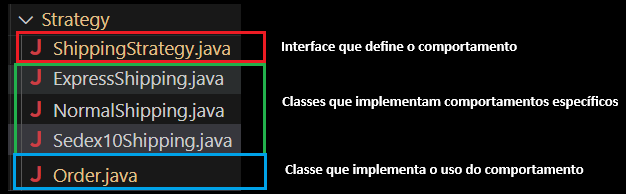 Strategy
ShippingStrategy.java
Interface que define o comportamento
ExpressShipping.java
NormalShipping.java
Classes que implementam comportamentos específicos
Sedex10Shipping.java
Order.java
Classe que implementa o uso do comportamento